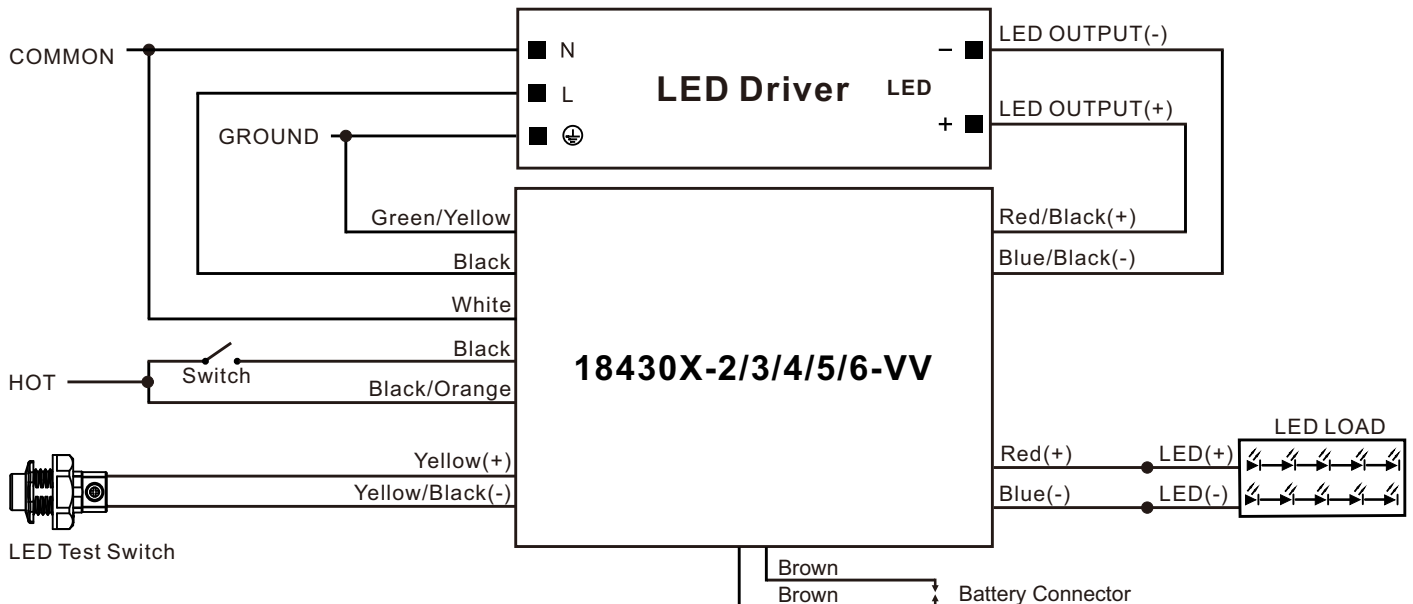 COMMON
N
L
GROUND
LED Driver
LED
−
+
LED OUTPUT(-)
LED OUTPUT(+)
Green/Yellow
Black
White
Black
Black/Orange
HOT
Switch
Yellow(+)
Yellow/Black(-)
LED Test Switch
18430X-2/3/4/5/6-VV
Red/Black(+)
Blue/Black(-)
Red(+)
Blue(-)
LED(+)
LED(-)
LED LOAD
Brown
Brown
Battery Connector